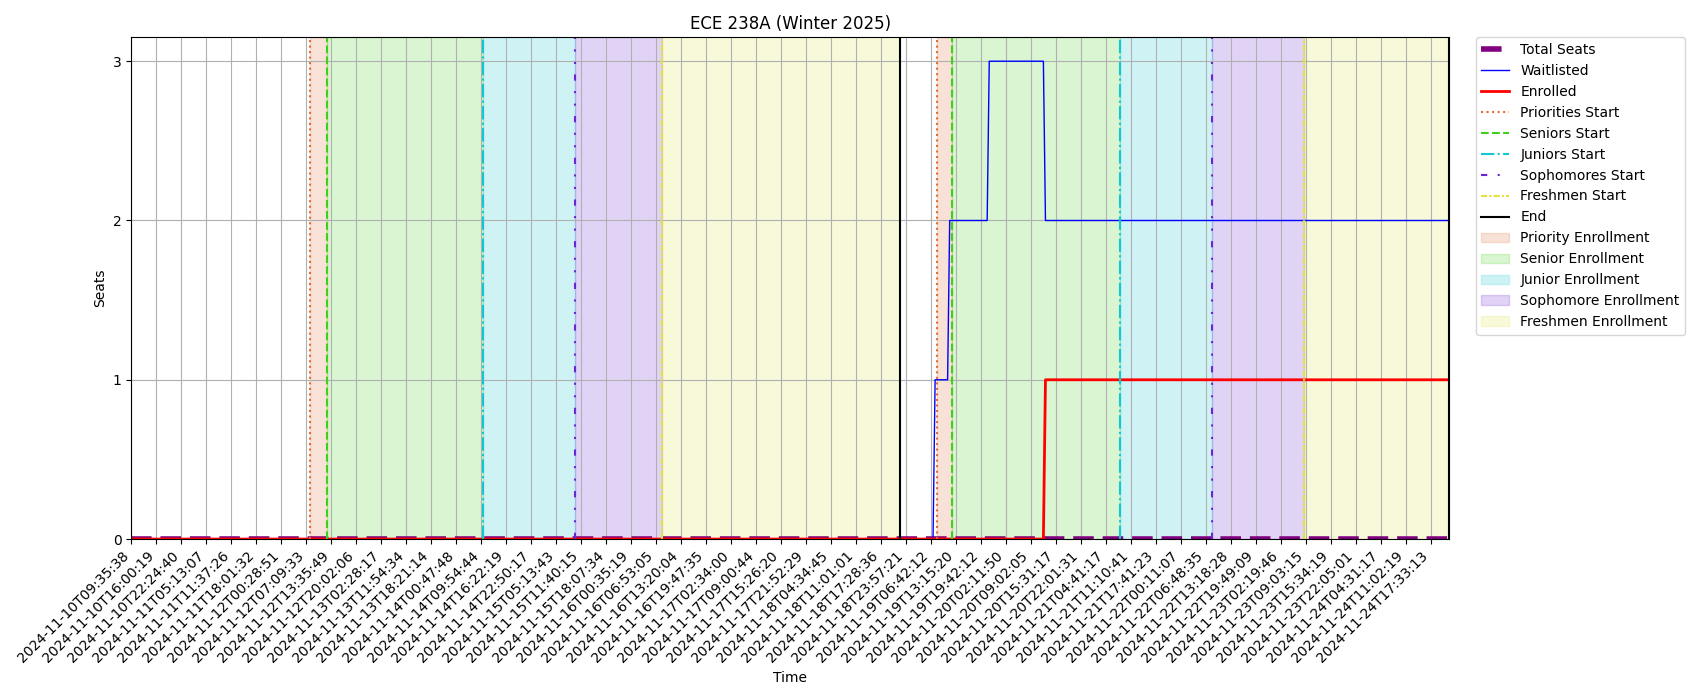 ECE 238A (Winter 2025)
3
2
1
0
Seats
2024-11-10T09:35:38
2024-11-10T16:00:19
2024-11-10T22:24:40
2024-11-11T05:13:07
2024-11-11T11:37:26
2024-11-11T18:01:32
2024-11-12T00:28:51
2024-11-12T07:09:33
2024-11-12T13:35:49
2024-11-12T20:02:06
2024-11-13T02:28:17
2024-11-13T11:54:34
2024-11-13T18:21:14
2024-11-14T00:47:48
2024-11-14T09:54:44
2024-11-14T16:22:19
2024-11-14T22:50:17
2024-11-15T05:13:43
2024-11-15T11:40:15
2024-11-15T18:07:34
2024-11-16T00:35:19
2024-11-16T06:53:05
2024-11-16T13:20:04
2024-11-16T19:47:35
2024-11-17T02:34:00
2024-11-17T09:00:44
2024-11-17T15:26:20
2024-11-17T21:52:29
2024-11-18T04:34:45
2024-11-18T11:01:01
2024-11-18T17:28:36
2024-11-18T23:57:21
2024-11-19T06:42:12
2024-11-19T13:15:20
2024-11-19T19:42:12
2024-11-20T02:11:50
2024-11-20T09:02:05
2024-11-20T15:31:17
2024-11-20T22:01:31
2024-11-21T04:41:17
2024-11-21T11:10:41
2024-11-21T17:41:23
2024-11-22T00:11:07
2024-11-22T06:48:35
2024-11-22T13:18:28
2024-11-22T19:49:09
2024-11-23T02:19:46
2024-11-23T09:03:15
2024-11-23T15:34:19
2024-11-23T22:05:01
2024-11-24T04:31:17
2024-11-24T11:02:19
2024-11-24T17:33:13
Time
Total Seats
Waitlisted
Enrolled
Priorities Start
Seniors Start
Juniors Start
Sophomores Start
Freshmen Start
End
Priority Enrollment
Senior Enrollment
Junior Enrollment
Sophomore Enrollment
Freshmen Enrollment